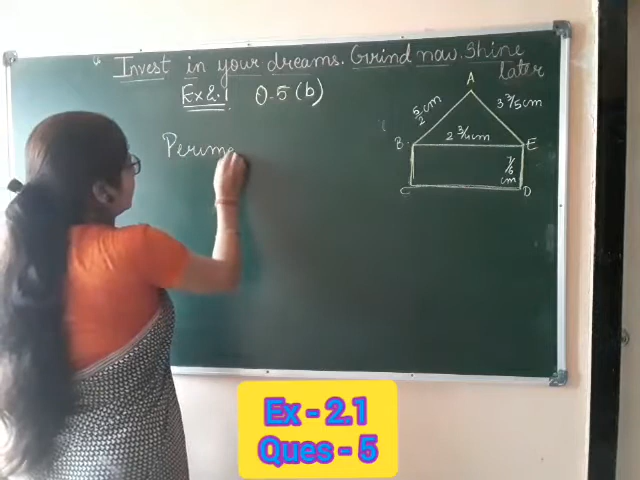 Invest in your dreams. Grind now. Shine
later
Ex 2.1 Q.5 (b)
Perime
A
5/2 cm
3 3/5 cm
B
2 3/4 cm
E
7/6
cm
C
D
Ex - 2.1
Ques - 5